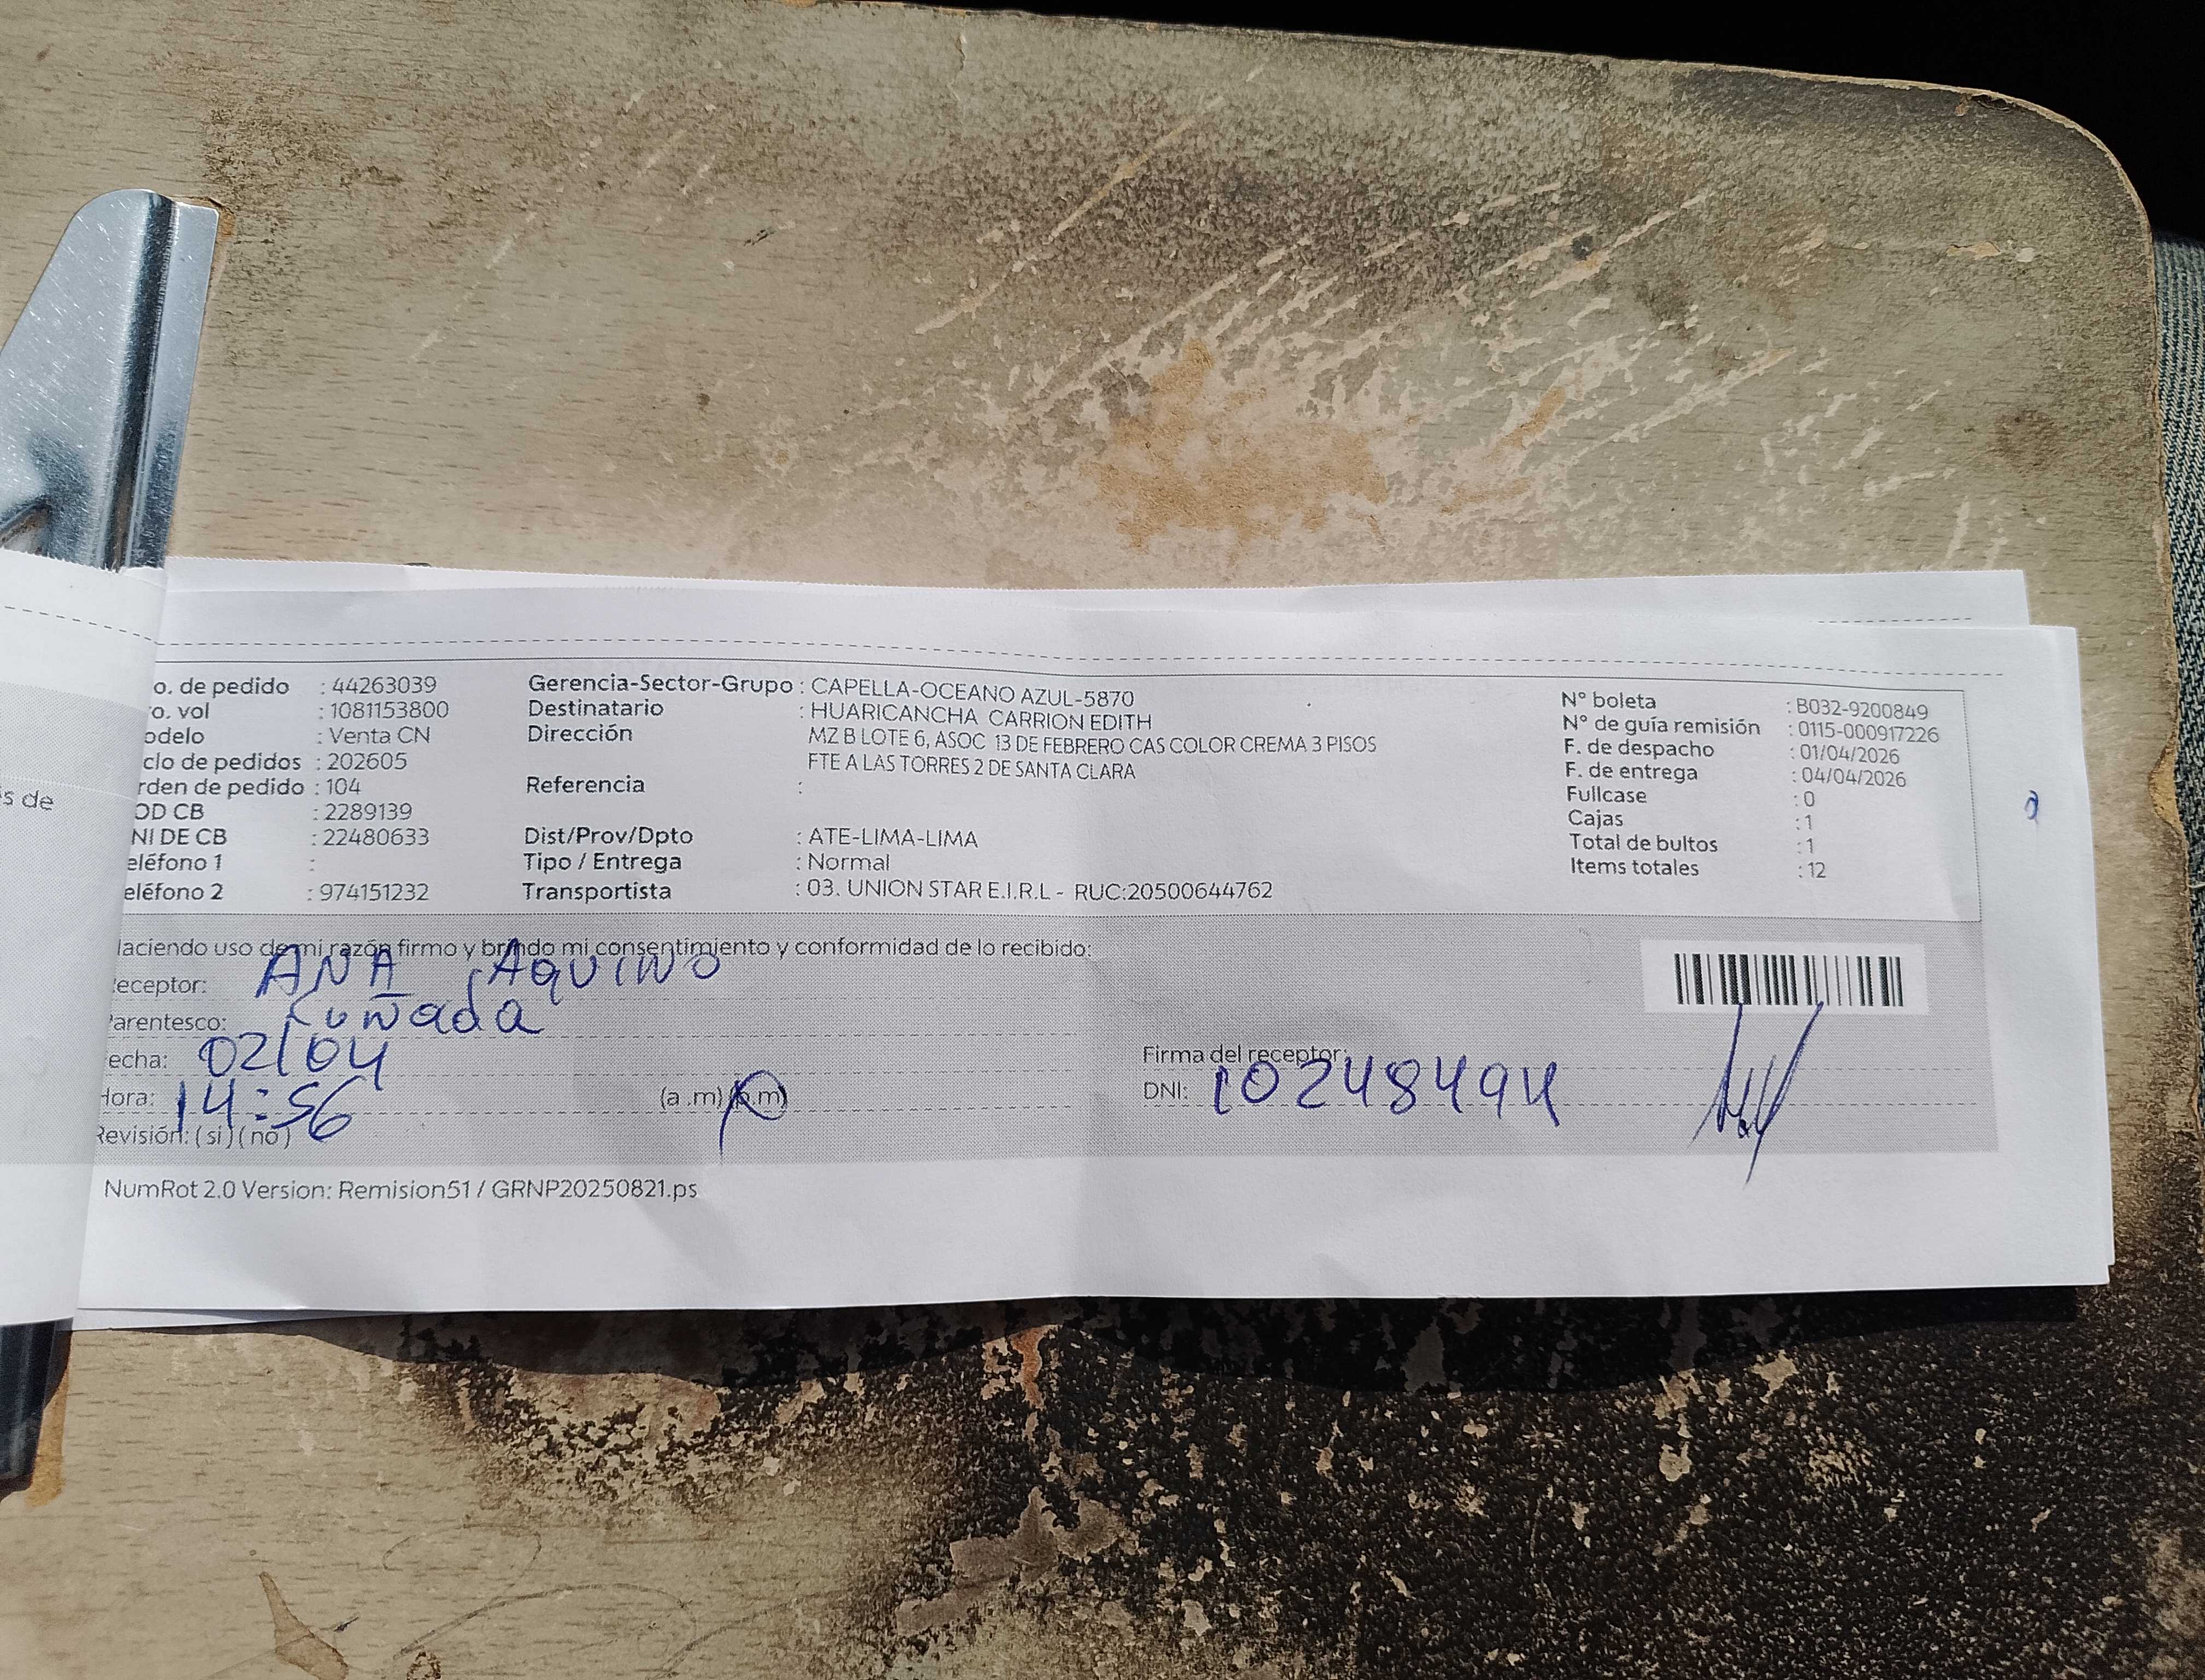 s de
o. de pedido : 44263039
o. vol : 1081153800
odelo : Venta CN
clo de pedidos : 202605
rden de pedido : 104
OD CB : 2289139
NI DE CB : 22480633
eléfono 1 :
eléfono 2 : 974151232
Gerencia-Sector-Grupo : CAPELLA-OCEANO AZUL-5870
Destinatario : HUARICANCHA CARRION EDITH
Dirección MZ B LOTE 6, ASOC 13 DE FEBRERO CAS COLOR CREMA 3 PISOS
FTE A LAS TORRES 2 DE SANTA CLARA
Referencia :
Dist/Prov/Dpto : ATE-LIMA-LIMA
Tipo / Entrega : Normal
Transportista : 03. UNION STAR E.I.R.L - RUC:20500644762
N° boleta : B032-9200849
N° de guía remisión : 0115-000917226
F. de despacho : 01/04/2026
F. de entrega : 04/04/2026
Fullcase : 0
Cajas : 1
Total de bultos : 1
Items totales : 12
aciendo uso de mi razón firmo y brindo mi consentimiento y conformidad de lo recibido:
eceptor: ANA AQUINO
arentesco: Cuñada
echa: 02/04
Hora: 14:56 (a .m) (p.m)
Revisión: ( si ) ( no )
Firma del receptor:
DNI: 10248494
NumRot 2.0 Version: Remision51 / GRNP20250821.ps